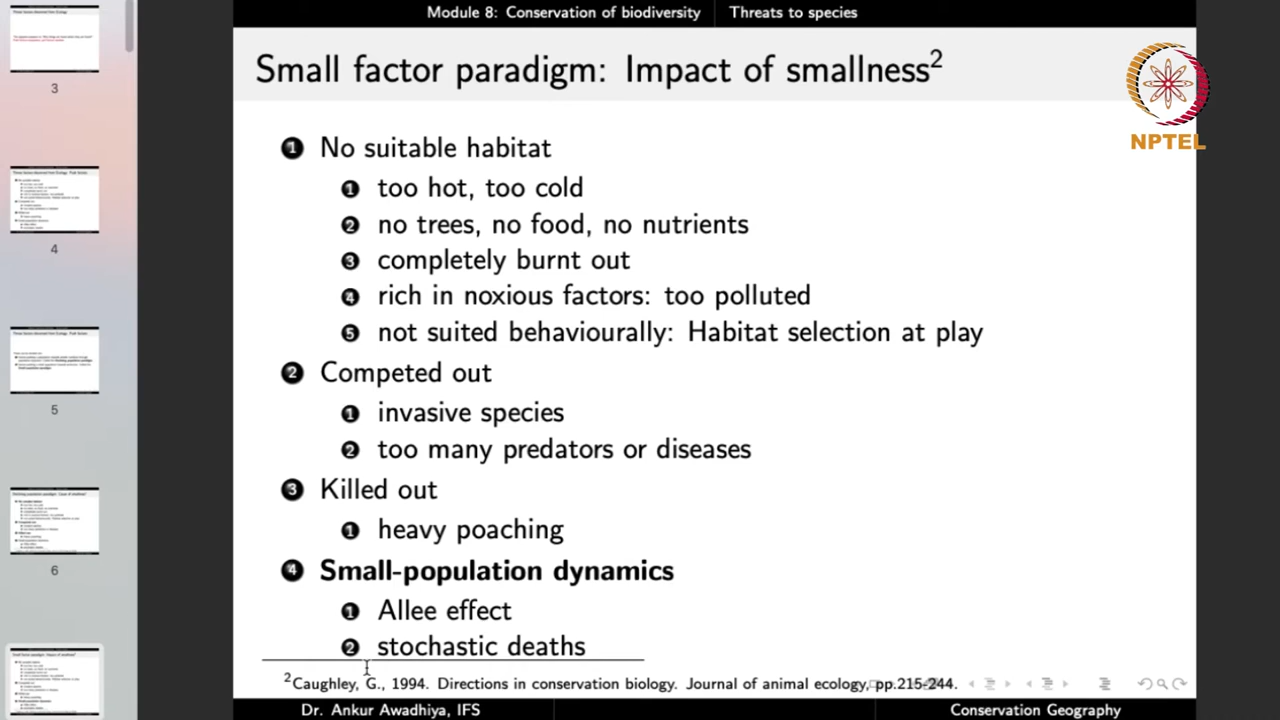 Module 8: Conservation of biodiversity Threats to species
Small factor paradigm: Impact of smallness2
NPTEL
1 No suitable habitat
1 too hot, too cold
2 no trees, no food, no nutrients
3 completely burnt out
4 rich in noxious factors: too polluted
5 not suited behaviourally: Habitat selection at play
2 Competed out
1 invasive species
2 too many predators or diseases
3 Killed out
1 heavy poaching
4 Small-population dynamics
1 Allee effect
2 stochastic deaths
2Caughley, G., 1994. Directions in conservation biology. Journal of animal ecology, pp.215-244.
Dr. Ankur Awadhiya, IFS Conservation Geography
3
4
5
6